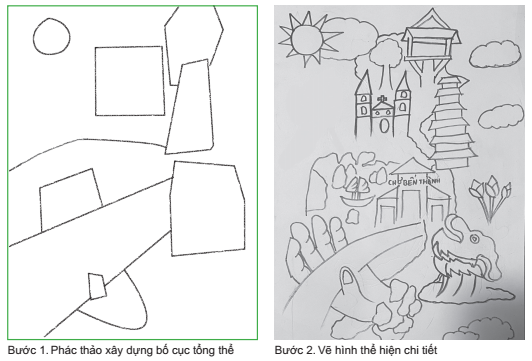 CHỢ BẾN THÀNH
Bước 1. Phác thảo xây dựng bố cục tổng thể
Bước 2. Vẽ hình thể hiện chi tiết